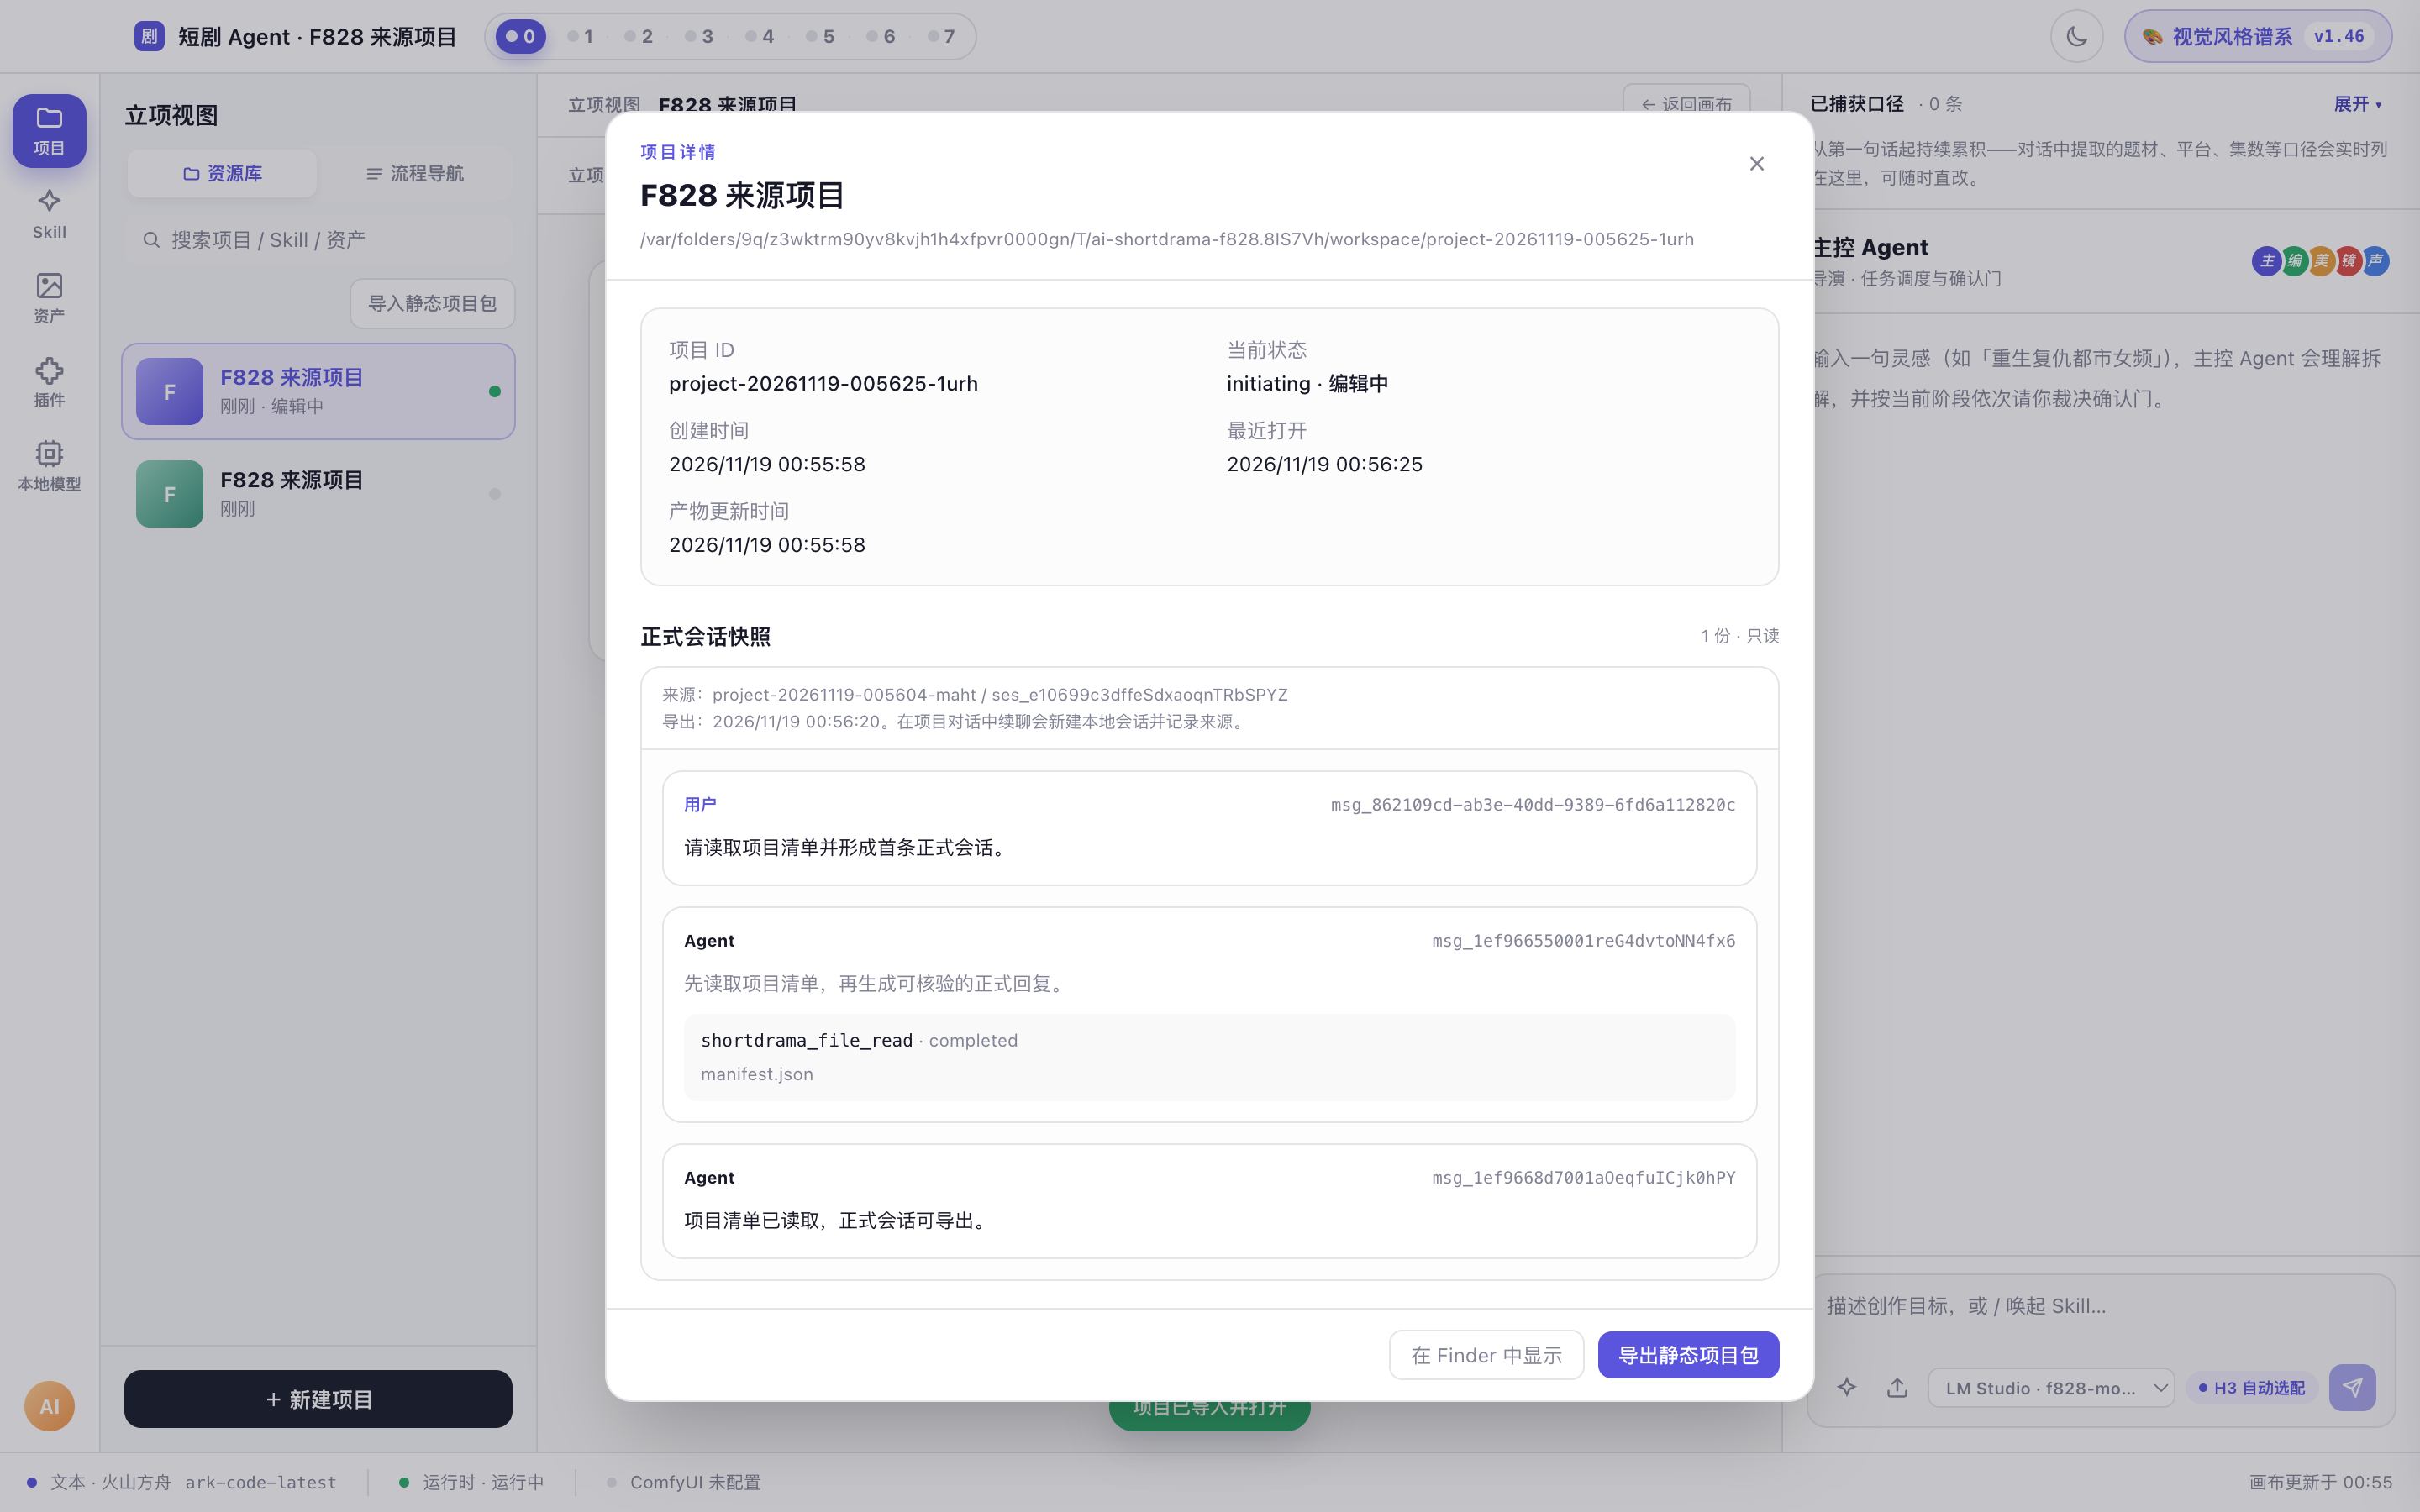 剧 短剧 Agent · F828 来源项目
0 · 1 · 2 · 3 · 4 · 5 · 6 · 7
视觉风格谱系 v1.46
项目
Skill
资产
插件
本地模型
AI
立项视图
资源库
流程导航
搜索项目 / Skill / 资产
导入静态项目包
F
F828 来源项目
刚刚 · 编辑中
F
F828 来源项目
刚刚
+ 新建项目
立项视图 F828 来源项目
← 返回画布
立项
项目详情
F828 来源项目
/var/folders/9q/z3wktrm90yv8kvjh1h4xfpvr0000gn/T/ai-shortdrama-f828.8IS7Vh/workspace/project-20261119-005625-1urh
项目 ID
project-20261119-005625-1urh
当前状态
initiating · 编辑中
创建时间
2026/11/19 00:55:58
最近打开
2026/11/19 00:56:25
产物更新时间
2026/11/19 00:55:58
正式会话快照
1 份 · 只读
来源：project-20261119-005604-maht / ses_e10699c3dffeSdxaoqnTRbSPYZ
导出：2026/11/19 00:56:20。在项目对话中续聊会新建本地会话并记录来源。
用户
msg_862109cd-ab3e-40dd-9389-6fd6a112820c
请读取项目清单并形成首条正式会话。
Agent
msg_1ef966550001reG4dvtoNN4fx6
先读取项目清单，再生成可核验的正式回复。
shortdrama_file_read · completed
manifest.json
Agent
msg_1ef9668d7001aOeqfuICjk0hPY
项目清单已读取，正式会话可导出。
在 Finder 中显示
导出静态项目包
项目已导入并打开
已捕获口径 · 0 条
展开 ▾
从第一句话起持续累积——对话中提取的题材、平台、集数等口径会实时列
在这里，可随时直改。
主控 Agent
导演 · 任务调度与确认门
主 编 美 镜 声
输入一句灵感（如「重生复仇都市女频」），主控 Agent 会理解拆
解，并按当前阶段依次请你裁决确认门。
描述创作目标，或 / 唤起 Skill...
LM Studio · f828-mo...
H3 自动选配
文本 · 火山方舟 ark-code-latest
运行时 · 运行中
ComfyUI 未配置
画布更新于 00:55